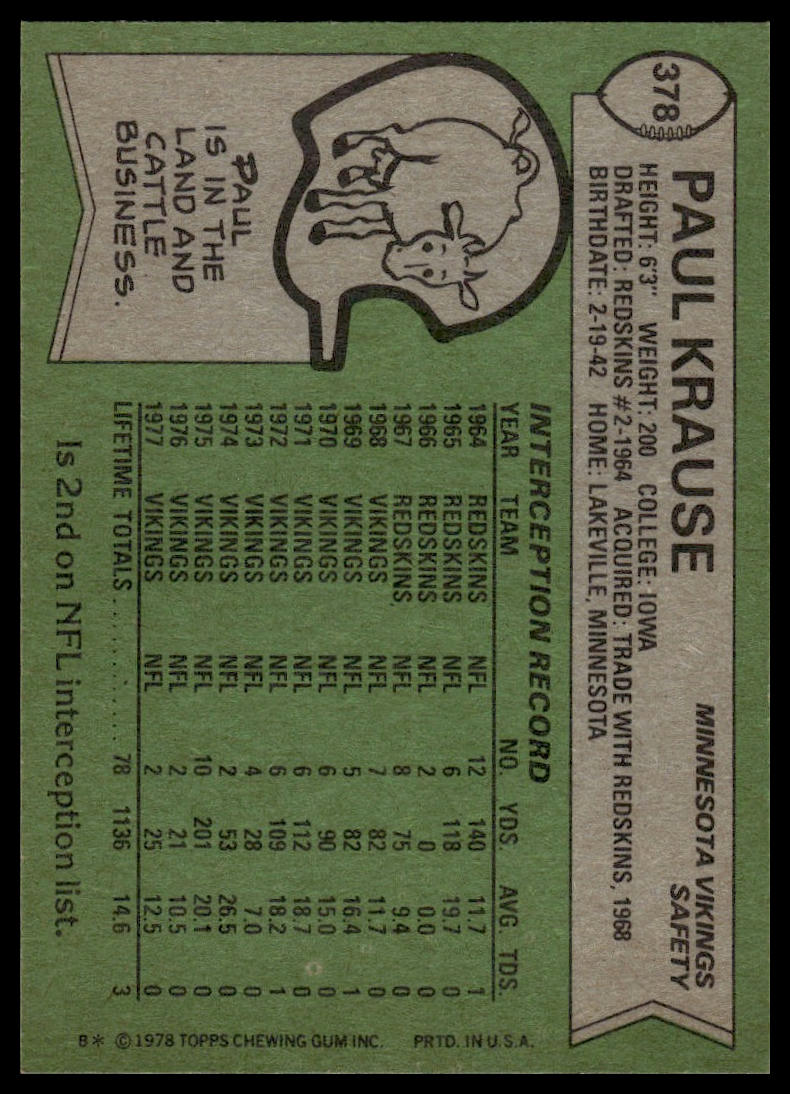 378
PAUL KRAUSE
MINNESOTA VIKINGS
SAFETY
HEIGHT: 6'3" WEIGHT: 200 COLLEGE: IOWA
DRAFTED: REDSKINS #2-1964 ACQUIRED: TRADE WITH REDSKINS, 1968
BIRTHDATE: 2-19-42 HOME: LAKEVILLE, MINNESOTA
PAUL
IS IN THE
LAND AND
CATTLE
BUSINESS.
INTERCEPTION RECORD
YEAR TEAM NO. YDS. AVG. TDS.
1964 REDSKINS NFL 12 140 11.7 1
1965 REDSKINS NFL 6 118 19.7 0
1966 REDSKINS NFL 2 0 0.0 0
1967 REDSKINS NFL 8 75 9.4 0
1968 VIKINGS NFL 7 82 11.7 0
1969 VIKINGS NFL 5 82 16.4 1
1970 VIKINGS NFL 6 90 15.0 0
1971 VIKINGS NFL 6 112 18.7 0
1972 VIKINGS NFL 6 109 18.2 1
1973 VIKINGS NFL 4 28 7.0 0
1974 VIKINGS NFL 2 53 26.5 0
1975 VIKINGS NFL 10 201 20.1 0
1976 VIKINGS NFL 2 21 10.5 0
1977 VIKINGS NFL 2 25 12.5 0
LIFETIME TOTALS . . . . . . . . . . . . 78 1136 14.6 3
Is 2nd on NFL interception list.
B* © 1978 TOPPS CHEWING GUM INC. PRTD. IN U.S.A.